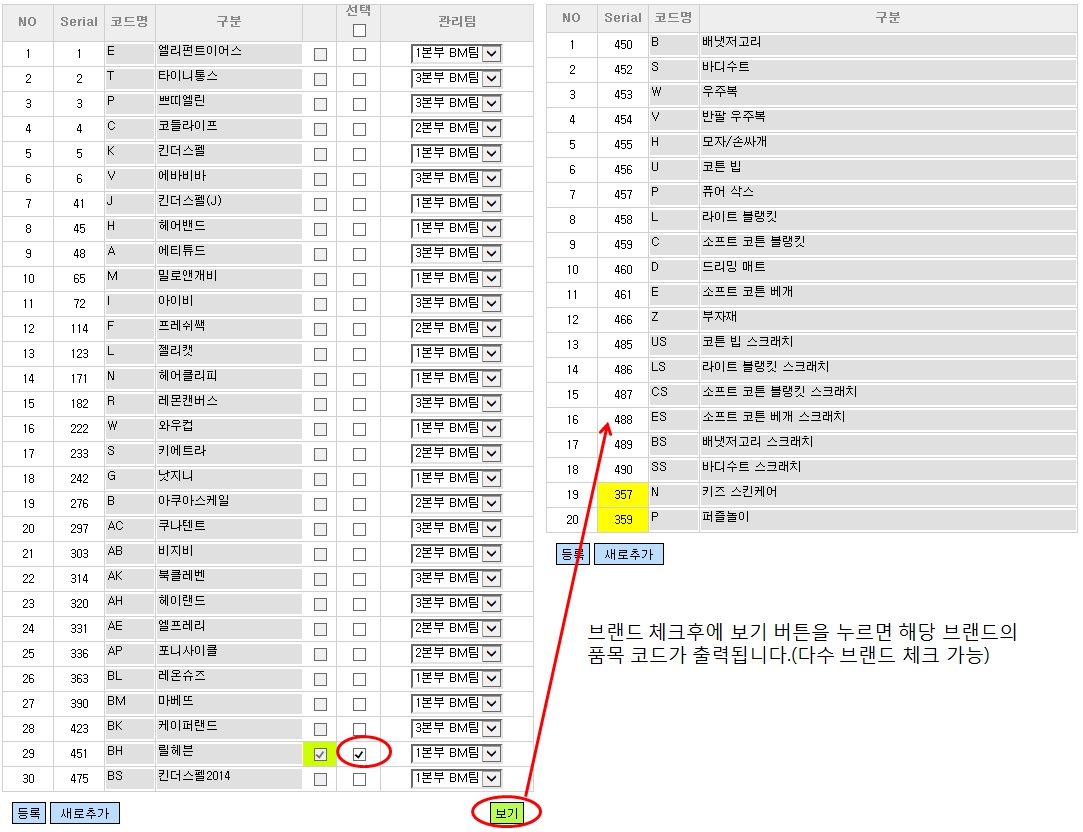 NO Serial 코드명 구분 선택 관리팀
1 1 E 엘리펀트이어스 1본부 BM팀
2 2 T 타이니통스 3본부 BM팀
3 3 P 쁘띠엘린 3본부 BM팀
4 4 C 코들라이프 2본부 BM팀
5 5 K 킨더스펠 1본부 BM팀
6 6 V 에바비바 3본부 BM팀
7 41 J 킨더스펠(J) 1본부 BM팀
8 45 H 헤어밴드 1본부 BM팀
9 48 A 에티튜드 3본부 BM팀
10 65 M 밀로앤개비 1본부 BM팀
11 72 I 아이비 3본부 BM팀
12 114 F 프레쉬쌕 2본부 BM팀
13 123 L 젤리캣 1본부 BM팀
14 171 N 헤어클리피 1본부 BM팀
15 182 R 레몬캔버스 3본부 BM팀
16 222 W 와우컵 1본부 BM팀
17 233 S 키에트라 2본부 BM팀
18 242 G 낫지니 1본부 BM팀
19 276 B 아쿠아스케일 2본부 BM팀
20 297 AC 쿠나텐트 3본부 BM팀
21 303 AB 비지비 2본부 BM팀
22 314 AK 북클레벤 3본부 BM팀
23 320 AH 헤이랜드 3본부 BM팀
24 331 AE 엘프레리 2본부 BM팀
25 336 AP 포니사이클 2본부 BM팀
26 363 BL 레온슈즈 1본부 BM팀
27 390 BM 마베뜨 1본부 BM팀
28 423 BK 케이퍼랜드 3본부 BM팀
29 451 BH 릴헤븐 1본부 BM팀
30 475 BS 킨더스펠2014 1본부 BM팀
등록 새로추가 보기
NO Serial 코드명 구분
1 450 B 배냇저고리
2 452 S 바디수트
3 453 W 우주복
4 454 V 반팔 우주복
5 455 H 모자/손싸개
6 456 U 코튼 빕
7 457 P 퓨어 삭스
8 458 L 라이트 블랭킷
9 459 C 소프트 코튼 블랭킷
10 460 D 드리밍 매트
11 461 E 소프트 코튼 베개
12 466 Z 부자재
13 485 US 코튼 빕 스크래치
14 486 LS 라이트 블랭킷 스크래치
15 487 CS 소프트 코튼 블랭킷 스크래치
16 488 ES 소프트 코튼 베개 스크래치
17 489 BS 배냇저고리 스크래치
18 490 SS 바디수트 스크래치
19 357 N 키즈 스킨케어
20 359 P 퍼즐놀이
등록 새로추가
브랜드 체크후에 보기 버튼을 누르면 해당 브랜드의
품목 코드가 출력됩니다.(다수 브랜드 체크 가능)